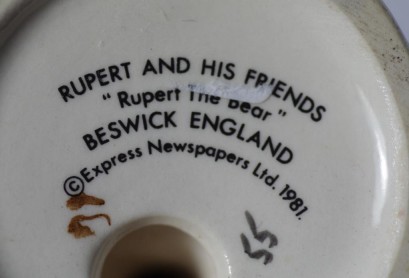 RUPERT AND HIS FRIENDS
" Rupert The Bear "
BESWICK ENGLAND
©Express Newspapers Ltd. 1981.